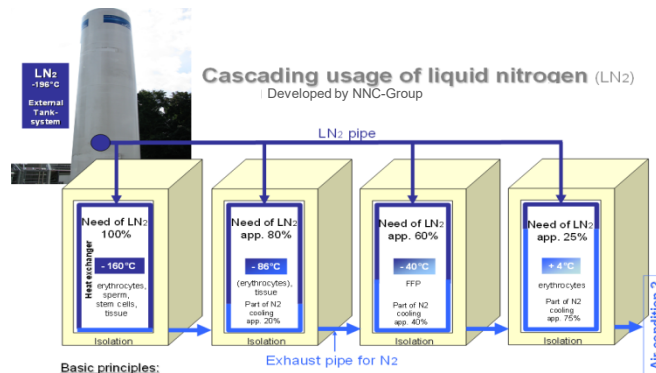 Cascading usage of liquid nitrogen (LN2)
Developed by NNC-Group
LN2
-196°C
External
Tank-
system
LN2 pipe
Need of LN2
100%
Heat exchanger
- 160°C
erythrocytes,
sperm,
stem cells,
tissue
Isolation
Need of LN2
app. 80%
- 86°C
(erythrocytes),
tissue
Part of N2
cooling
app. 20%
Isolation
Need of LN2
app. 60%
- 40°C
FFP
Part of N2
cooling
app. 40%
Isolation
Need of LN2
app. 25%
+ 4°C
erythrocytes
Part of N2
cooling
app. 75%
Isolation
Air condition ?
Exhaust pipe for N2
Basic principles: